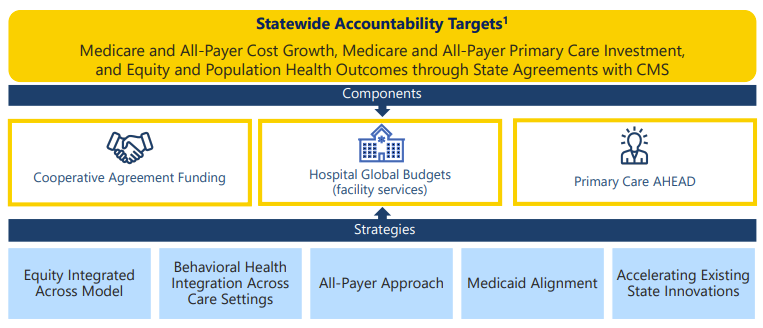 Statewide Accountability Targets¹
Medicare and All-Payer Cost Growth, Medicare and All-Payer Primary Care Investment,
and Equity and Population Health Outcomes through State Agreements with CMS
Components
Cooperative Agreement Funding
Hospital Global Budgets
(facility services)
Primary Care AHEAD
Strategies
Equity Integrated
Across Model
Behavioral Health
Integration Across
Care Settings
All-Payer Approach
Medicaid Alignment
Accelerating Existing
State Innovations